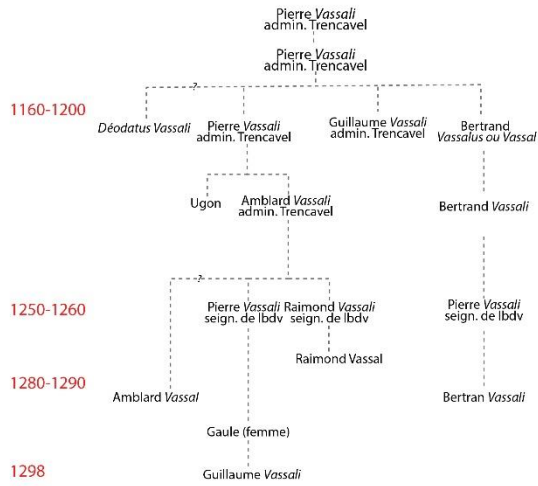 Pierre Vassali
admin. Trencavel
Pierre Vassali
admin. Trencavel
?
1160-1200
Déodatus Vassali
Pierre Vassali
admin. Trencavel
Guillaume Vassali
admin. Trencavel
Bertrand
Vassalus ou Vassal
Ugon
Amblard Vassali
admin. Trencavel
Bertrand Vassali
?
1250-1260
Pierre Vassali
seign. de lbdv
Raimond Vassali
seign. de lbdv
Pierre Vassali
seign. de lbdv
Raimond Vassal
1280-1290
Amblard Vassal
Bertran Vassali
Gaule (femme)
1298
Guillaume Vassali